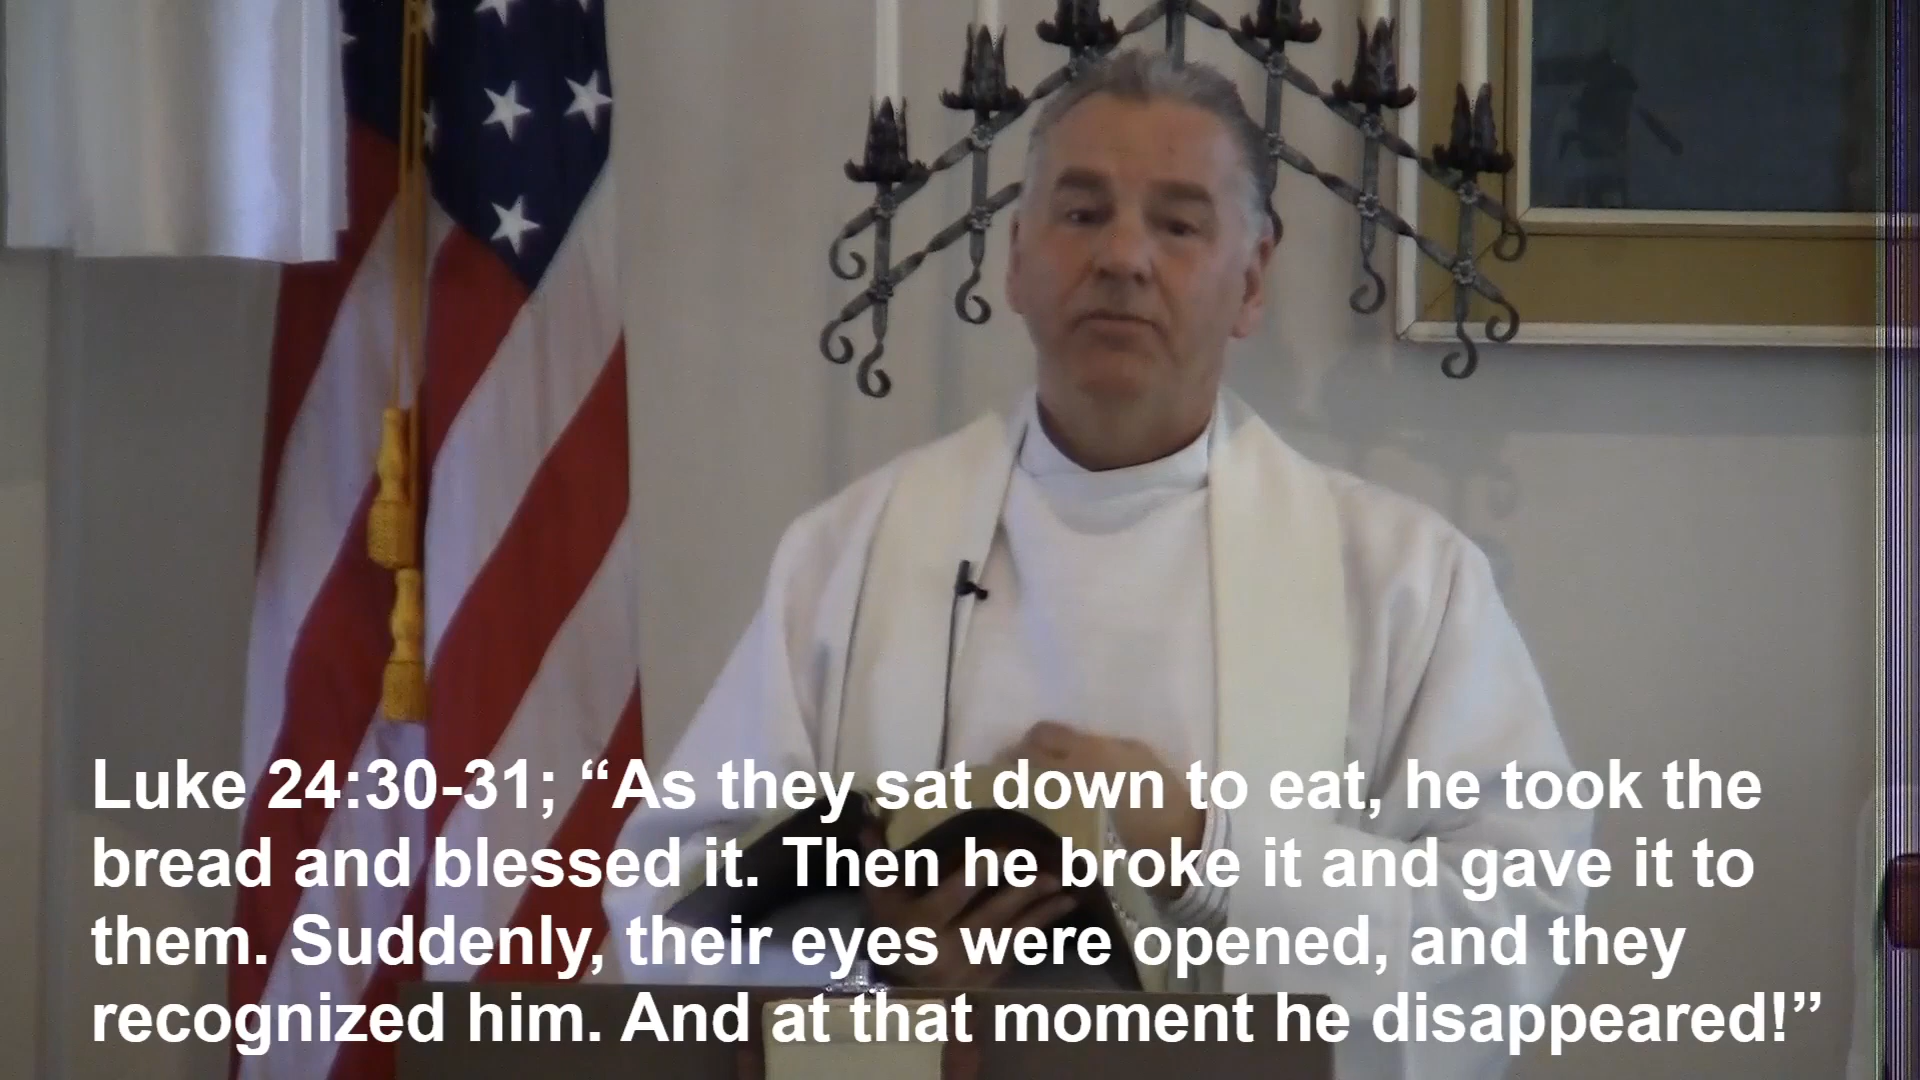 Luke 24:30-31; “As they sat down to eat, he took the
bread and blessed it. Then he broke it and gave it to
them. Suddenly, their eyes were opened, and they
recognized him. And at that moment he disappeared!”